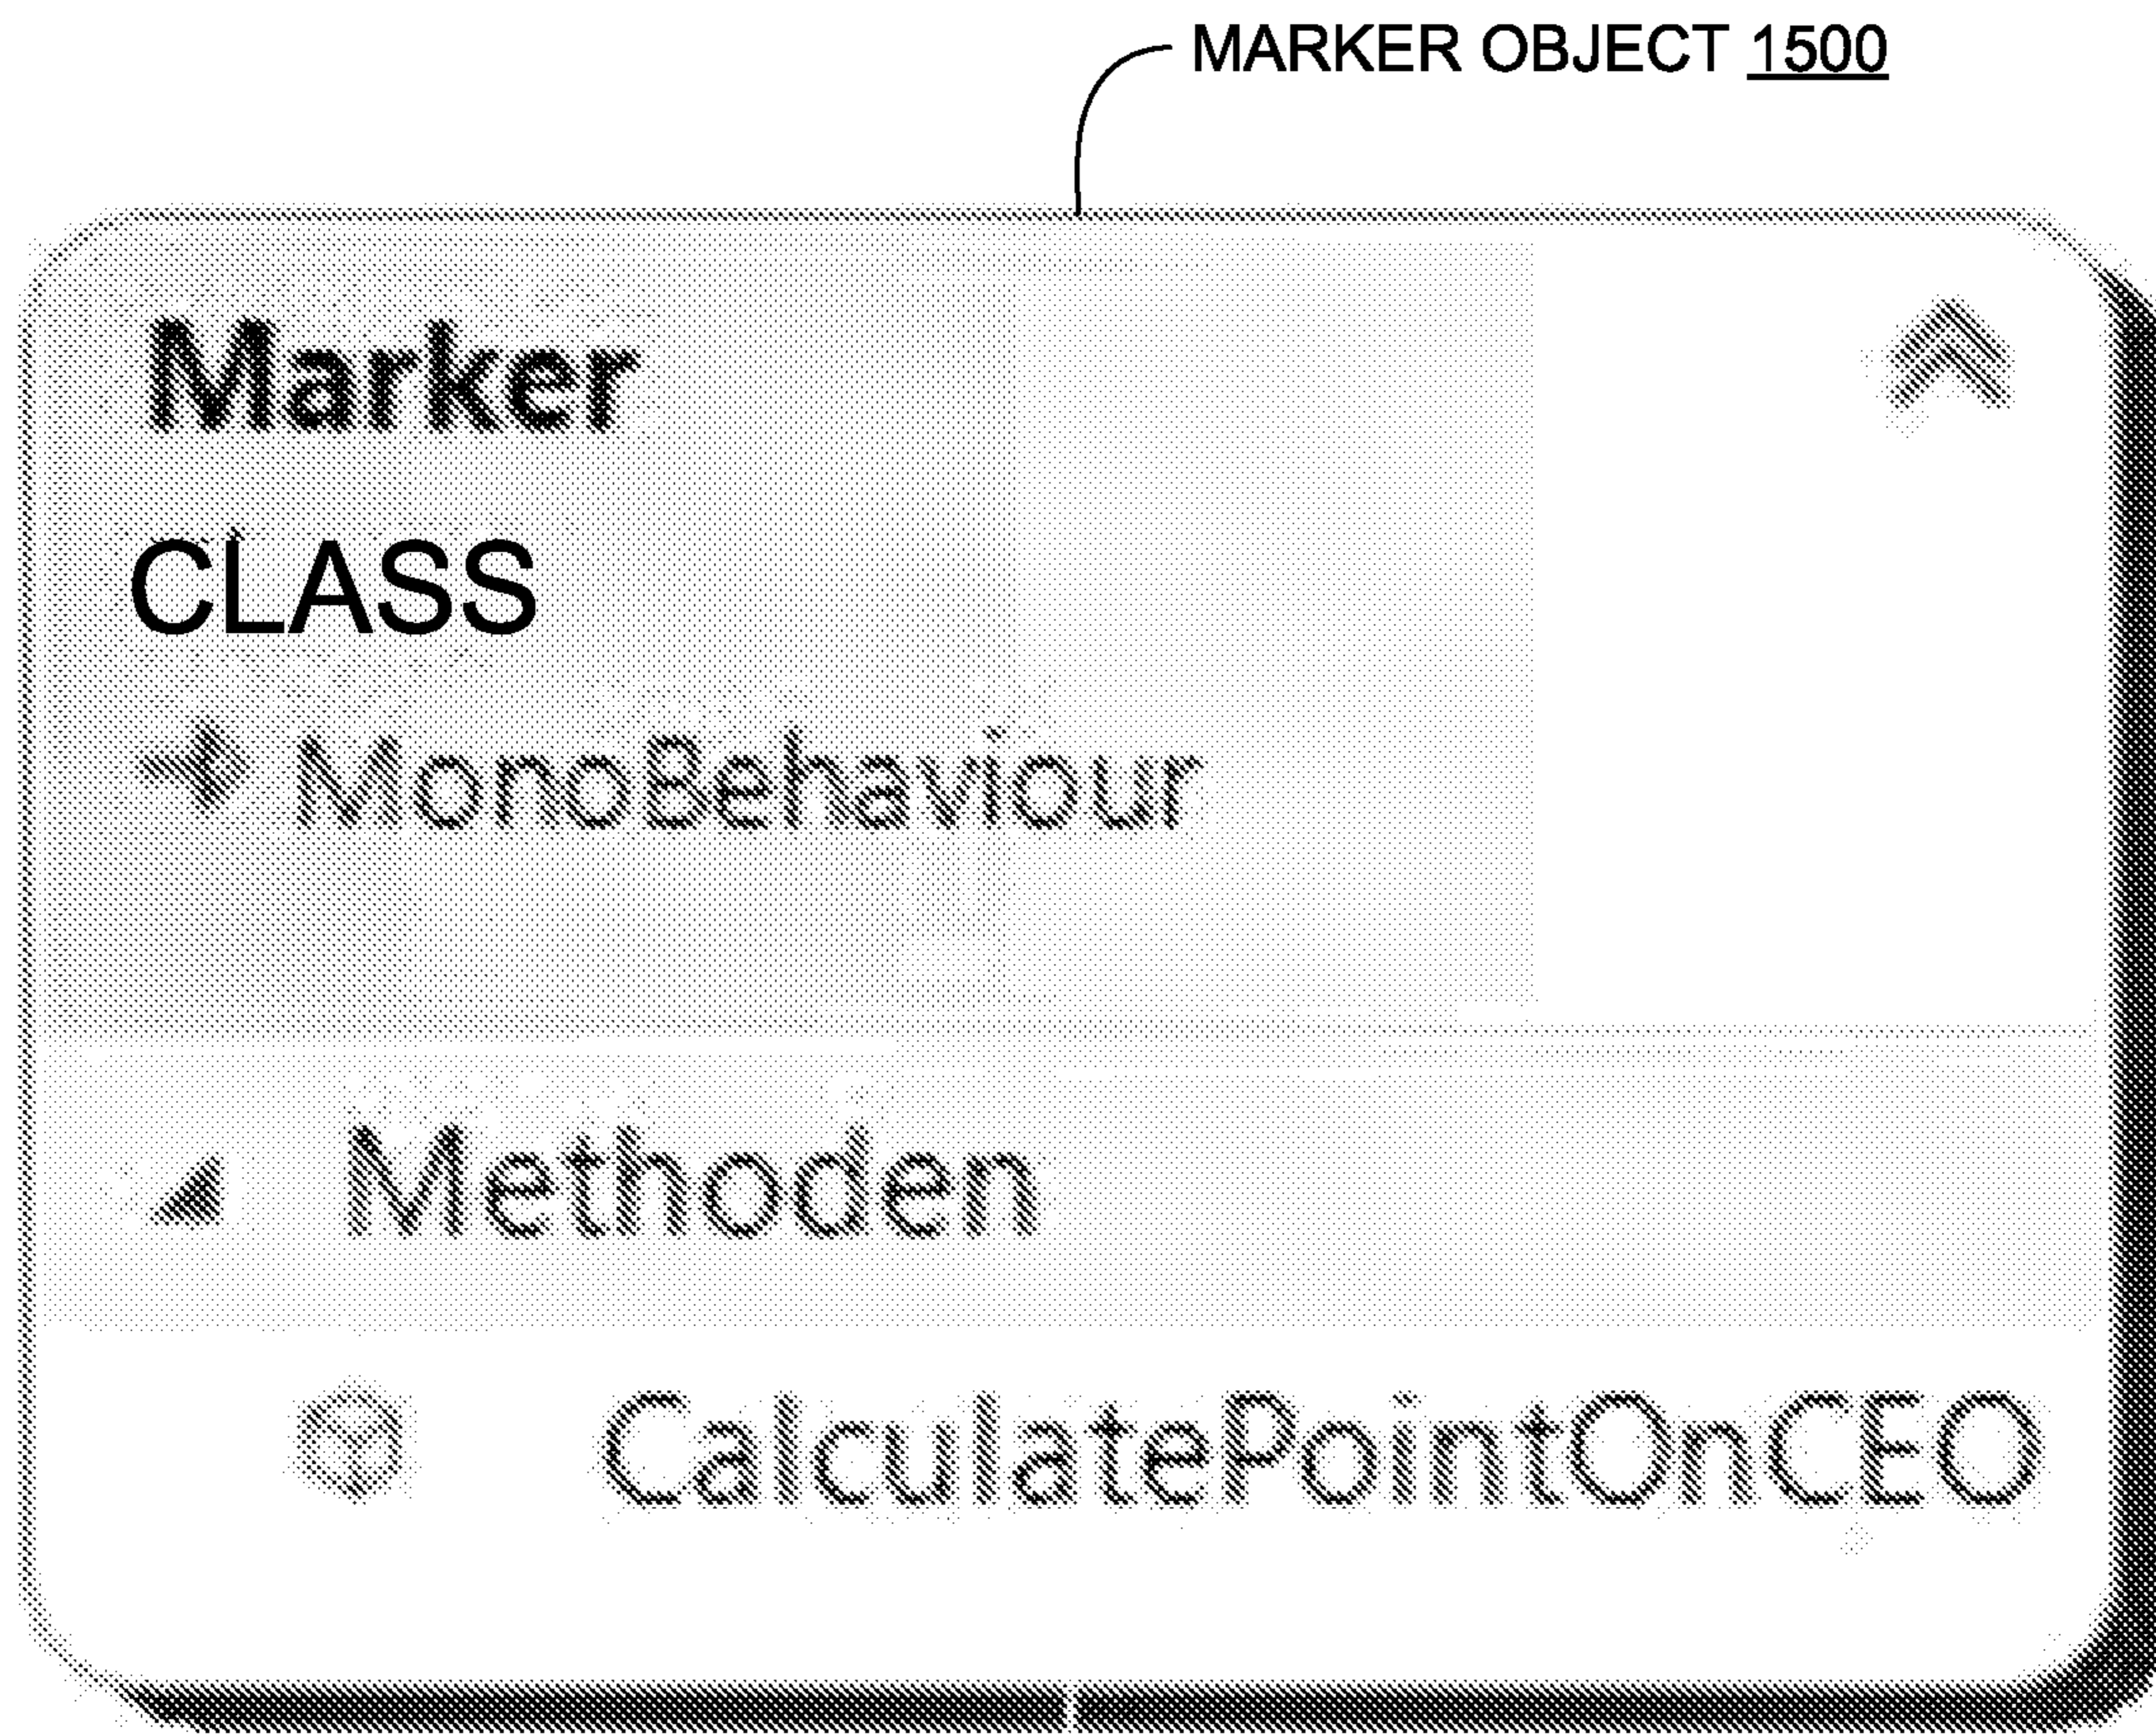 MARKER OBJECT 1500
Marker
CLASS
MonoBehaviour
Methoden
CalculatePointOnCEO